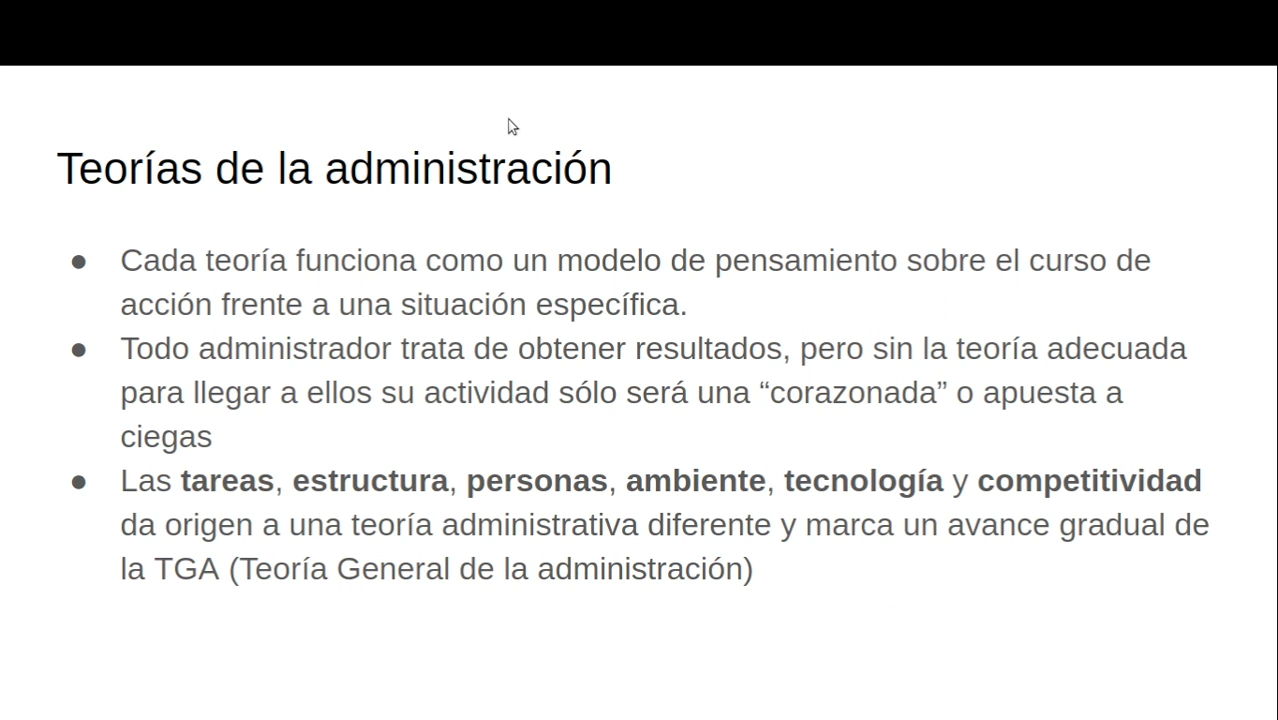 Teorías de la administración
● Cada teoría funciona como un modelo de pensamiento sobre el curso de
acción frente a una situación específica.
● Todo administrador trata de obtener resultados, pero sin la teoría adecuada
para llegar a ellos su actividad sólo será una “corazonada” o apuesta a
ciegas
● Las tareas, estructura, personas, ambiente, tecnología y competitividad
da origen a una teoría administrativa diferente y marca un avance gradual de
la TGA (Teoría General de la administración)